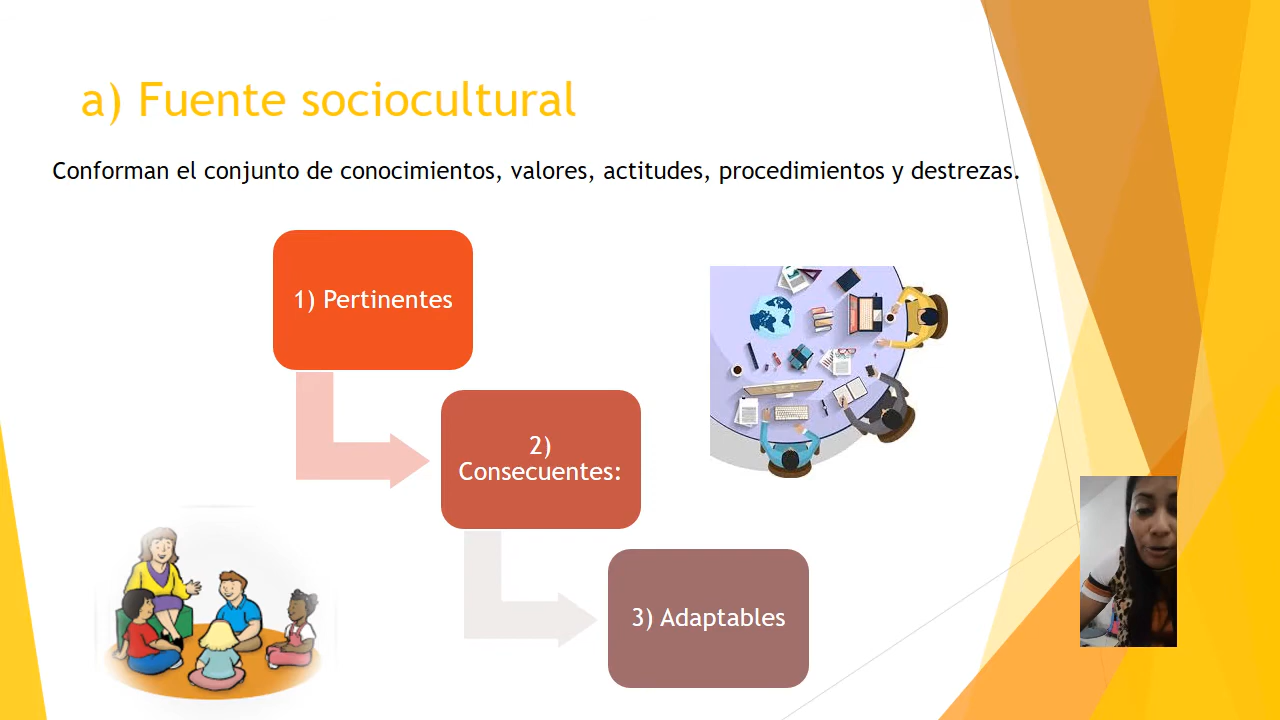 a) Fuente sociocultural
Conforman el conjunto de conocimientos, valores, actitudes, procedimientos y destrezas.
1) Pertinentes
2)
Consecuentes:
3) Adaptables